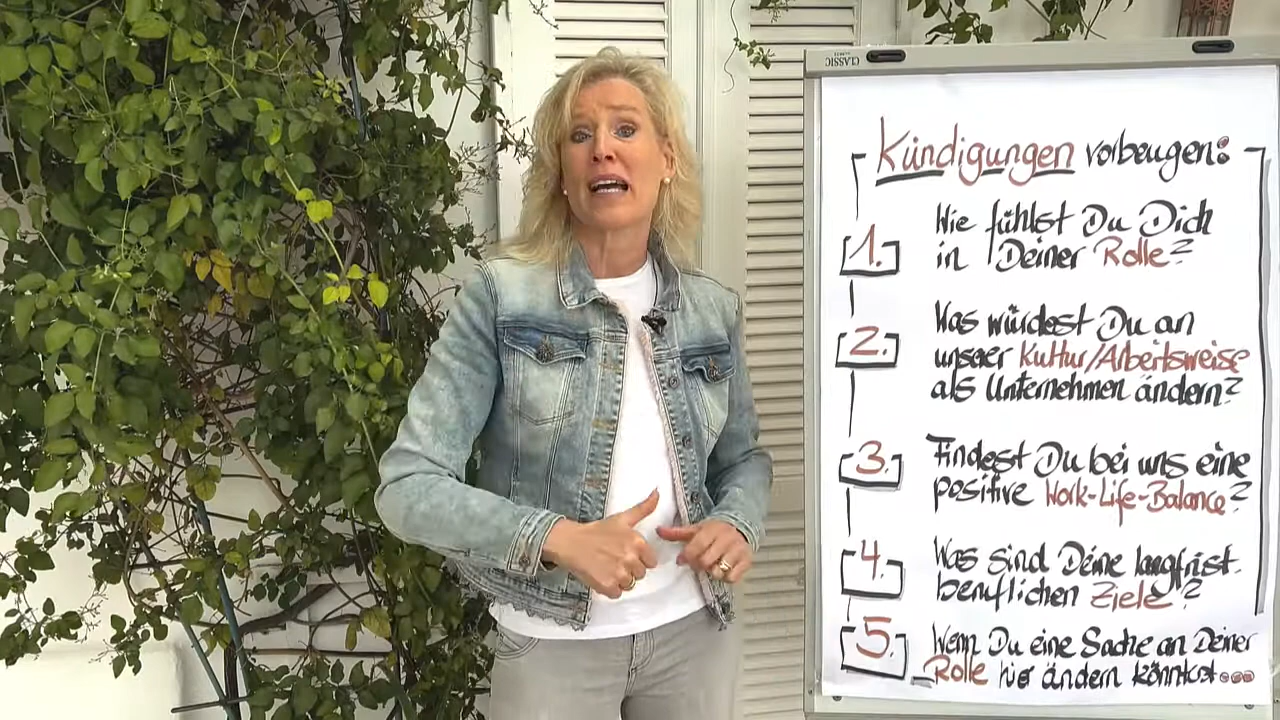 CLASSIC
Kündigungen vorbeugen:
1. Wie fühlst Du Dich
in Deiner Rolle?
2. Was würdest Du an
unserer Kultur/Arbeitsweise
als Unternehmen ändern?
3. Findest Du bei uns eine
positive Work-Life-Balance?
4. Was sind Deine langfrist.
beruflichen Ziele?
5. Wenn Du eine Sache an Deiner
Rolle hier ändern könntest...